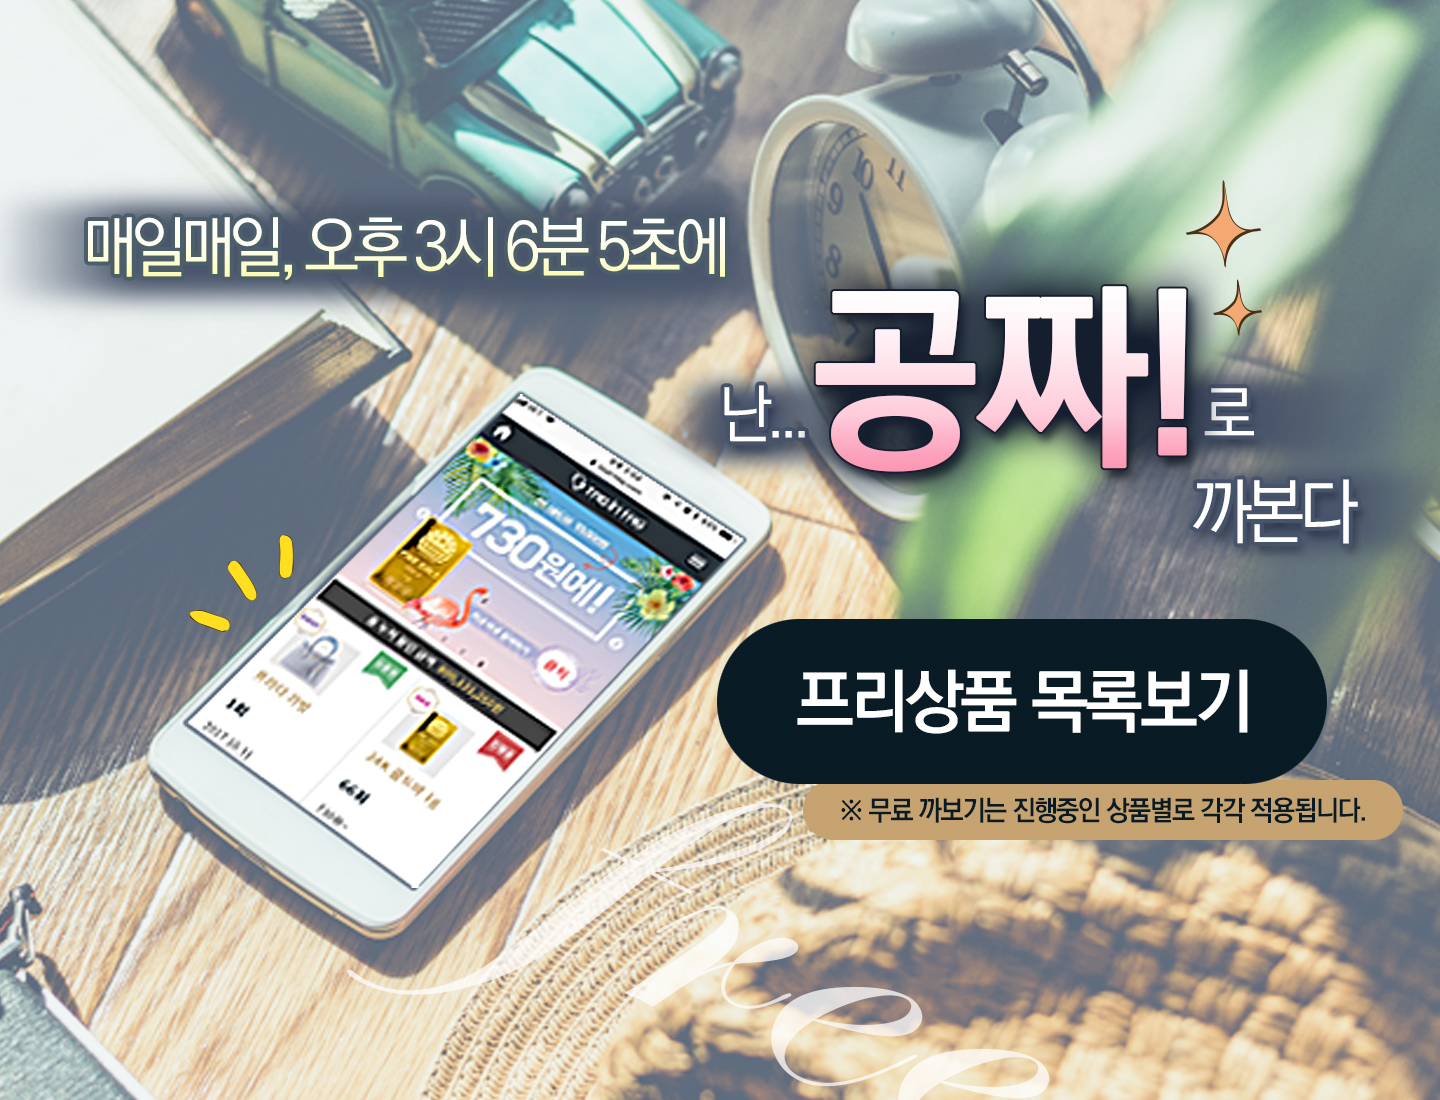 매일매일, 오후 3시 6분 5초에
난... 공짜! 로
까본다
730원에!
프리상품 목록보기
※ 무료 까보기는 진행중인 상품별로 각각 적용됩니다.
free